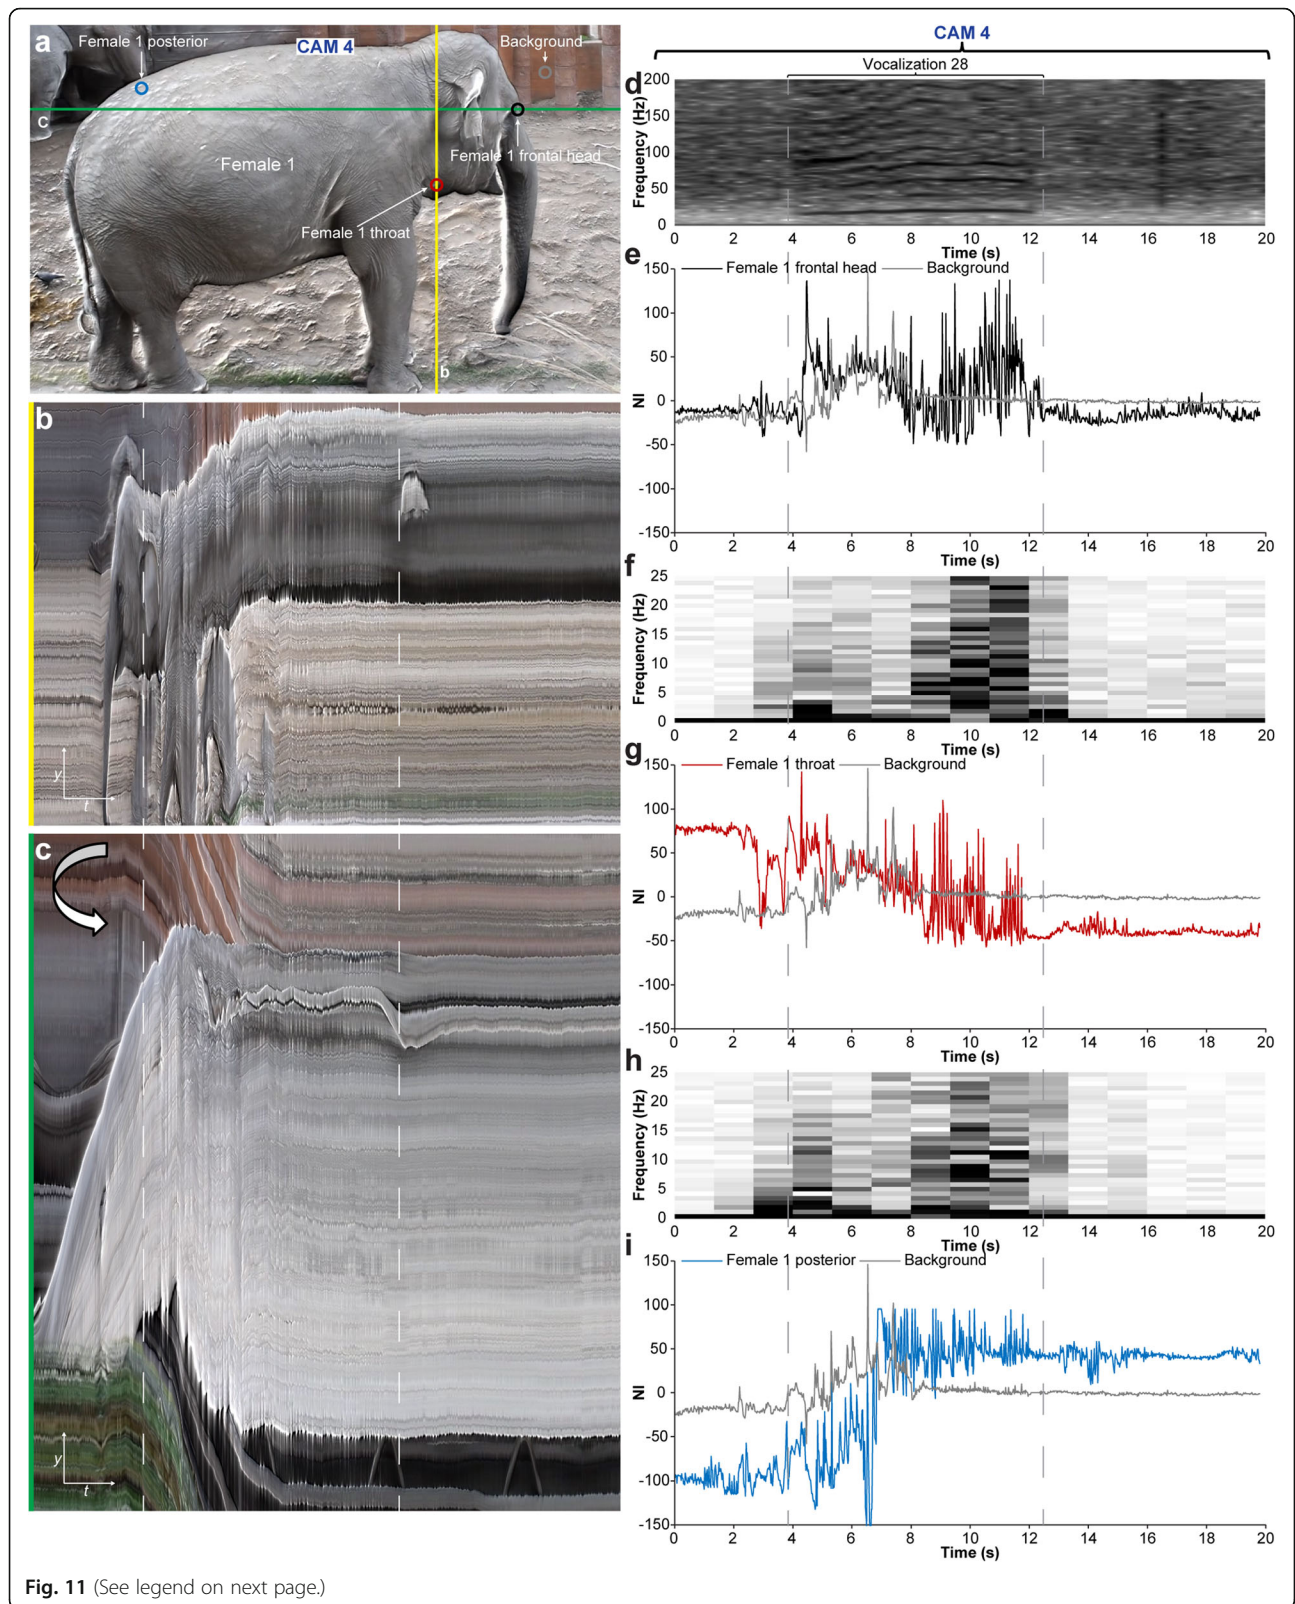 a
Female 1 posterior
CAM 4
Background
c
Female 1
Female 1 frontal head
Female 1 throat
b
b
y
t
c
y
t
CAM 4
Vocalization 28
d
200
150
100
50
0
Frequency (Hz)
0 2 4 6 8 10 12 14 16 18 20
Time (s)
e
Female 1 frontal head Background
150
100
50
0
-50
-100
-150
NI
0 2 4 6 8 10 12 14 16 18 20
Time (s)
f
25
20
15
10
5
0
Frequency (Hz)
0 2 4 6 8 10 12 14 16 18 20
Time (s)
g
Female 1 throat Background
150
100
50
0
-50
-100
-150
NI
0 2 4 6 8 10 12 14 16 18 20
Time (s)
h
25
20
15
10
5
0
Frequency (Hz)
0 2 4 6 8 10 12 14 16 18 20
Time (s)
i
Female 1 posterior Background
150
100
50
0
-50
-100
-150
NI
0 2 4 6 8 10 12 14 16 18 20
Time (s)
Fig. 11 (See legend on next page.)